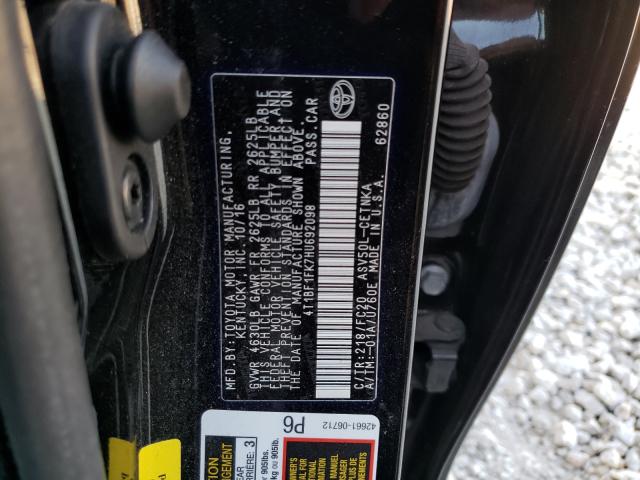 MFD. BY: TOYOTA MOTOR MANUFACTURING,
KENTUCKY, INC. 10/16
GVWR 4630LB GAWR FR 2625LB RR 2625LB
THIS VEHICLE CONFORMS TO ALL APPLICABLE
FEDERAL MOTOR VEHICLE SAFETY, BUMPER, AND
THEFT PREVENTION STANDARDS IN EFFECT ON
THE DATE OF MANUFACTURE SHOWN ABOVE.
4T1BF1FK7HU692098 PASS. CAR
C/TR: 218/FC20 ASV50L-CETNKA
A/TM: -01A/U760E MADE IN U.S.A.
62860
42661-06712
P6
3